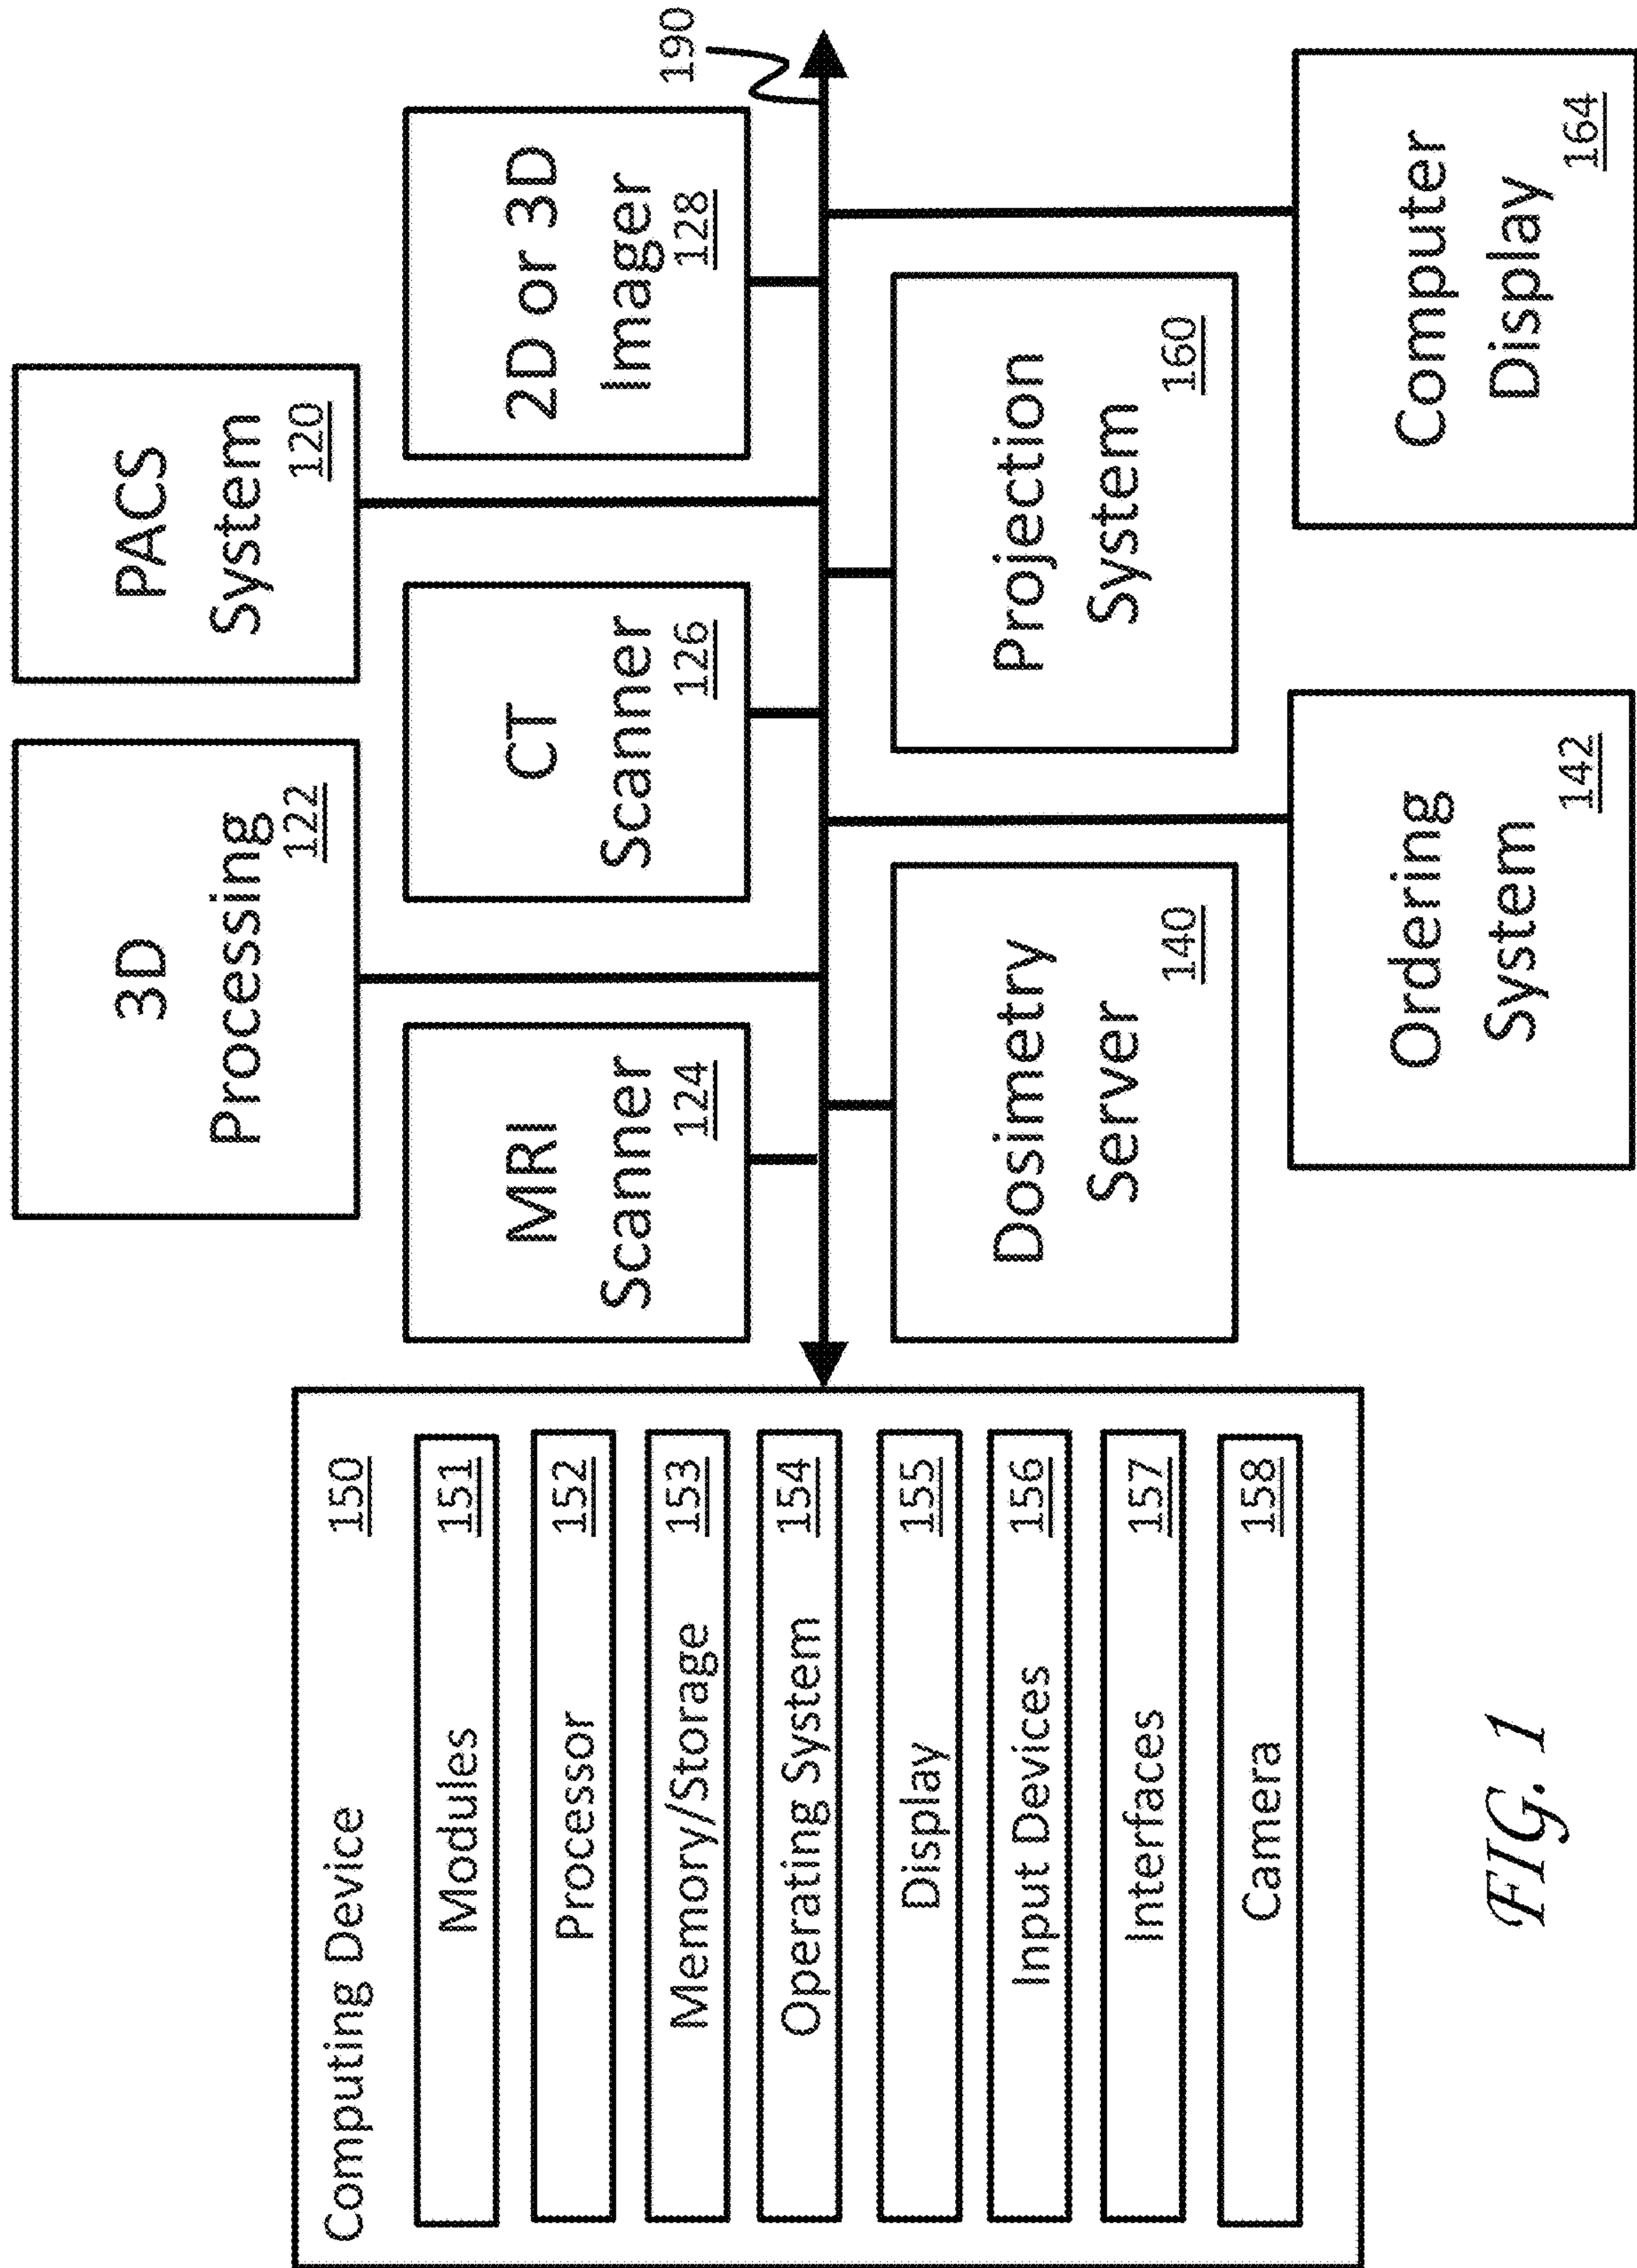 Computing Device 150
Modules 151
Processor 152
Memory/Storage 153
Operating System 154
Display 155
Input Devices 156
Interfaces 157
Camera 158
3D
Processing
122
PACS
System
120
MRI
Scanner
124
CT
Scanner
126
2D or 3D
Imager
128
190
Dosimetry
Server
140
Projection
System
160
Ordering
System
142
Computer
Display
164
FIG. 1